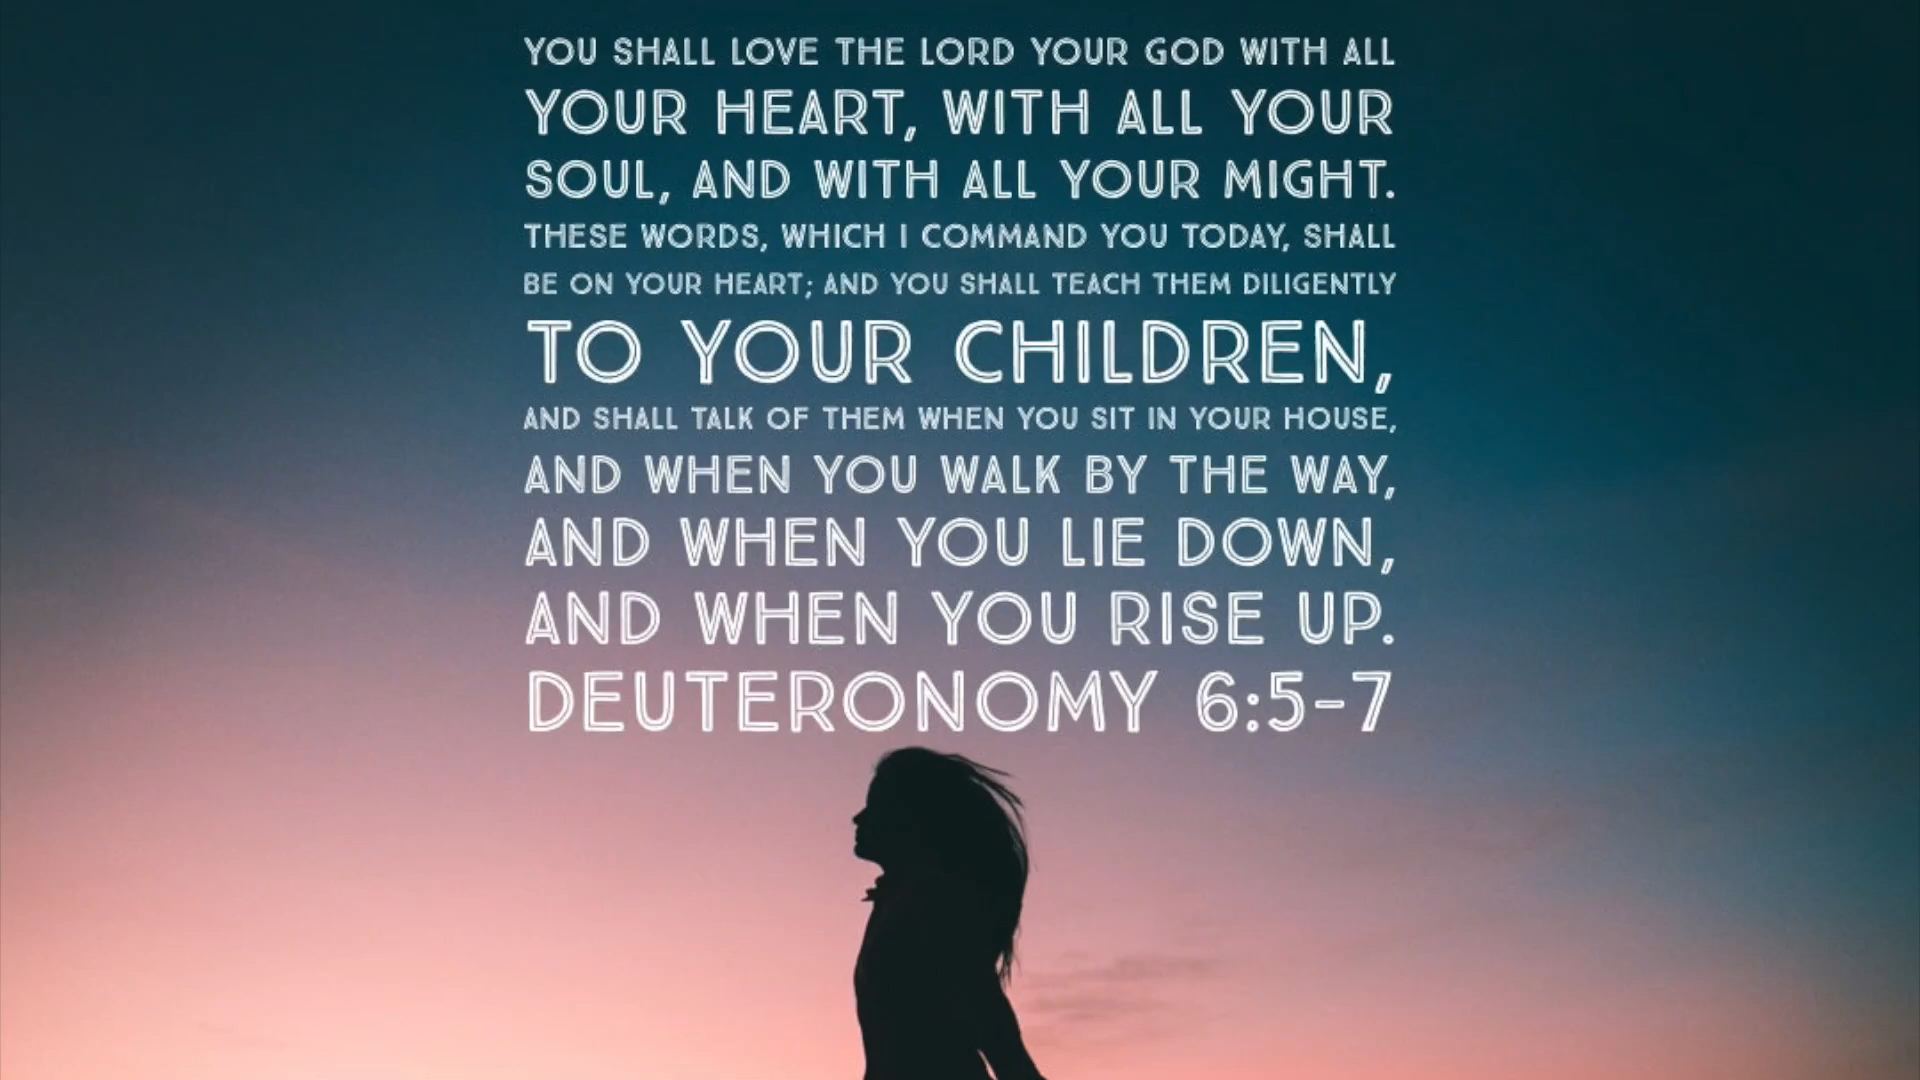 YOU SHALL LOVE THE LORD YOUR GOD WITH ALL
YOUR HEART, WITH ALL YOUR
SOUL, AND WITH ALL YOUR MIGHT.
THESE WORDS, WHICH I COMMAND YOU TODAY, SHALL
BE ON YOUR HEART; AND YOU SHALL TEACH THEM DILIGENTLY
TO YOUR CHILDREN,
AND SHALL TALK OF THEM WHEN YOU SIT IN YOUR HOUSE,
AND WHEN YOU WALK BY THE WAY,
AND WHEN YOU LIE DOWN,
AND WHEN YOU RISE UP.
DEUTERONOMY 6:5-7